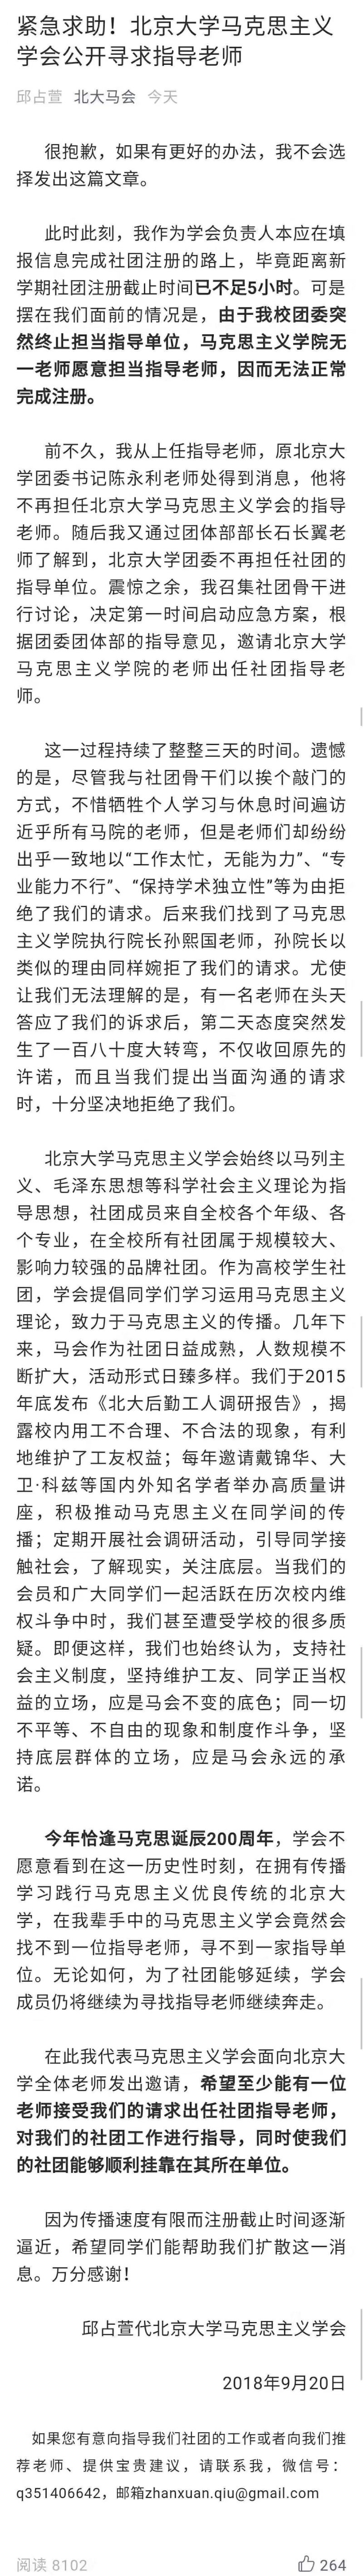 紧急求助！北京大学马克思主义
学会公开寻求指导老师
邱占萱 北大马会 今天
很抱歉，如果有更好的办法，我不会选
择发出这篇文章。
此时此刻，我作为学会负责人本应在填
报信息完成社团注册的路上，毕竟距离新
学期社团注册截止时间已不足5小时。可是
摆在我们面前的情况是，由于我校团委突
然终止担当指导单位，马克思主义学院无
一老师愿意担当指导老师，因而无法正常
完成注册。
前不久，我从上任指导老师，原北京大
学团委书记陈永利老师处得到消息，他将
不再担任北京大学马克思主义学会的指导
老师。随后我又通过团体部部长石长翼老
师了解到，北京大学团委不再担任社团的
指导单位。震惊之余，我召集社团骨干进
行讨论，决定第一时间启动应急方案，根
据团委团体部的指导意见，邀请北京大学
马克思主义学院的老师出任社团指导老
师。
这一过程持续了整整三天的时间。遗憾
的是，尽管我与社团骨干们以挨个敲门的
方式，不惜牺牲个人学习与休息时间遍访
近乎所有马院的老师，但是老师们却纷纷
出乎一致地以“工作太忙，无能为力”、“专
业能力不行”、“保持学术独立性”等为由拒
绝了我们的请求。后来我们找到了马克思
主义学院执行院长孙熙国老师，孙院长以
类似的理由同样婉拒了我们的请求。尤使
让我们无法理解的是，有一名老师在头天
答应了我们的诉求后，第二天态度突然发
生了一百八十度大转弯，不仅收回原先的
许诺，而且当我们提出当面沟通的请求
时，十分坚决地拒绝了我们。
北京大学马克思主义学会始终以马列主
义、毛泽东思想等科学社会主义理论为指
导思想，社团成员来自全校各个年级、各
个专业，在全校所有社团属于规模较大、
影响力较强的品牌社团。作为高校学生社
团，学会提倡同学们学习运用马克思主义
理论，致力于马克思主义的传播。几年下
来，马会作为社团日益成熟，人数规模不
断扩大，活动形式日臻多样。我们于2015
年底发布《北大后勤工人调研报告》，揭
露校内用工不合理、不合法的现象，有利
地维护了工友权益；每年邀请戴锦华、大
卫·科兹等国内外知名学者举办高质量讲
座，积极推动马克思主义在同学间的传
播；定期开展社会调研活动，引导同学接
触社会，了解现实，关注底层。当我们的
会员和广大同学们一起活跃在历次校内维
权斗争中时，我们甚至遭受学校的很多质
疑。即便这样，我们也始终认为，支持社
会主义制度，坚持维护工友、同学正当权
益的立场，应是马会不变的底色；同一切
不平等、不自由的现象和制度作斗争，坚
持底层群体的立场，应是马会永远的承
诺。
今年恰逢马克思诞辰200周年，学会不
愿意看到在这一历史性时刻，在拥有传播
学习践行马克思主义优良传统的北京大
学，在我辈手中的马克思主义学会竟然会
找不到一位指导老师，寻不到一家指导单
位。无论如何，为了社团能够延续，学会
成员仍将继续为寻找指导老师继续奔走。
在此我代表马克思主义学会面向北京大
学全体老师发出邀请，希望至少能有一位
老师接受我们的请求出任社团指导老师，
对我们的社团工作进行指导，同时使我们
的社团能够顺利挂靠在其所在单位。
因为传播速度有限而注册截止时间逐渐
逼近，希望同学们能帮助我们扩散这一消
息。万分感谢！
邱占萱代北京大学马克思主义学会
2018年9月20日
如果您有意向指导我们社团的工作或者向我们推
荐老师、提供宝贵建议，请联系我，微信号：
q351406642，邮箱zhanxuan.qiu@gmail.com
阅读 8102 264